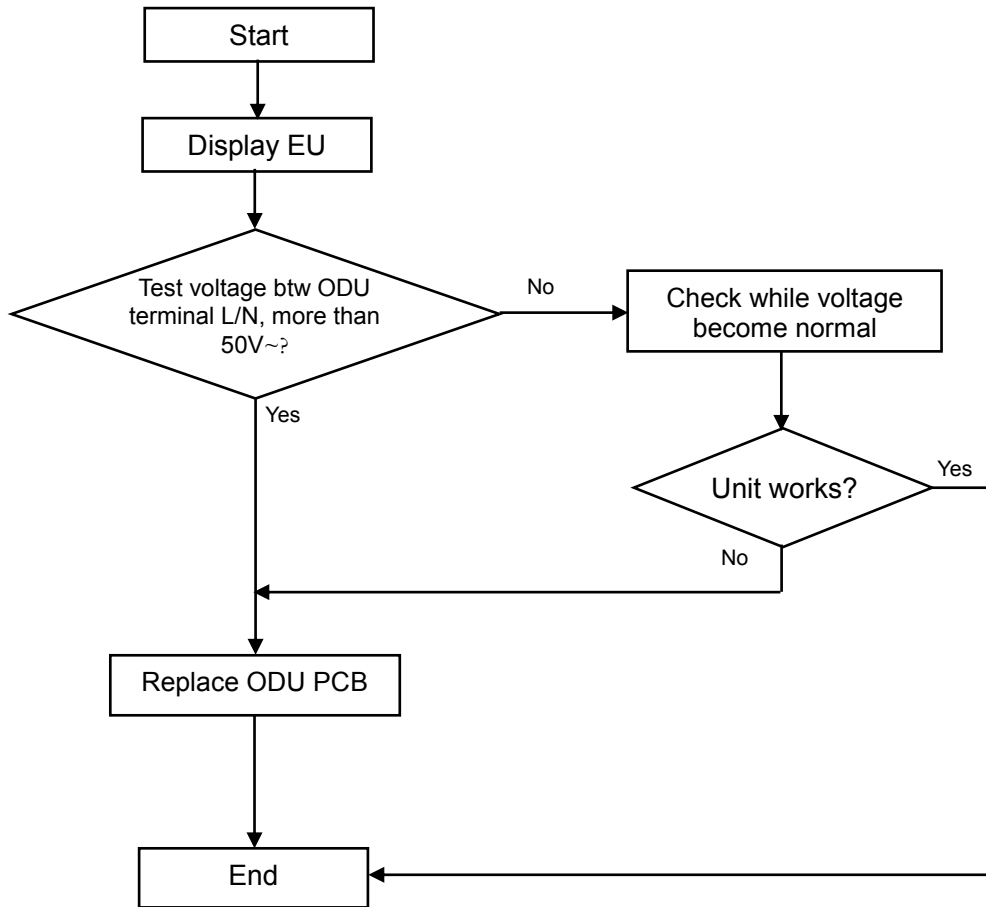 Start
Display EU
Test voltage btw ODU
terminal L/N, more than
50V~?
No
Check while voltage
become normal
Yes
Unit works?
Yes
No
Replace ODU PCB
End